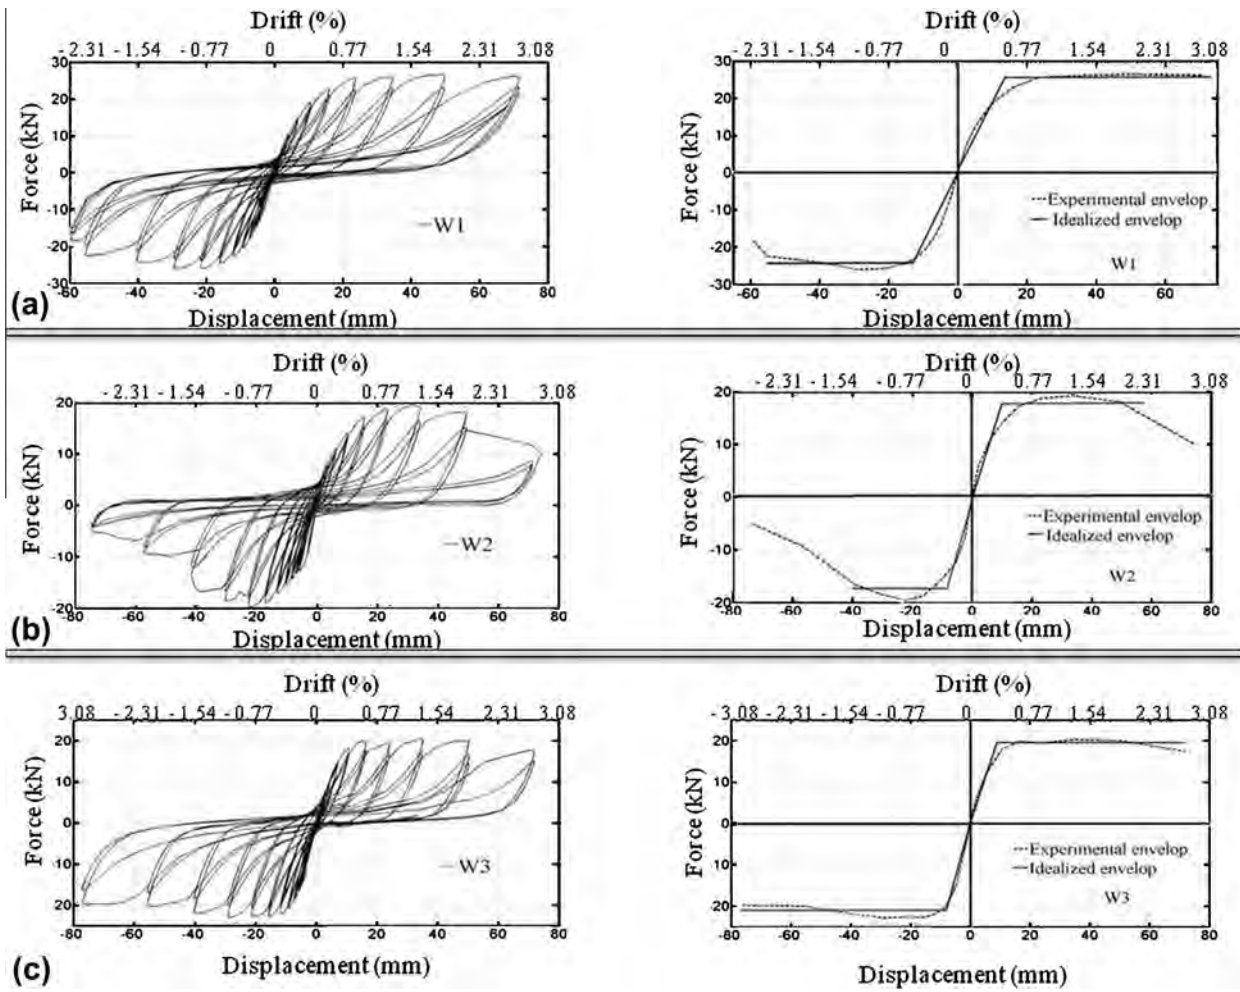 Drift (%)
-2.31 -1.54 -0.77 0 0.77 1.54 2.31 3.08
30
20
10
0
-10
-20
-30
Force (kN)
W1
-60 -40 -20 0 20 40 60 80
Displacement (mm)
(a)
Drift (%)
-2.31 -1.54 -0.77 0 0.77 1.54 2.31 3.08
30
20
10
0
-10
-20
-30
Force (kN)
Experimental envelop
Idealized envelop
W1
-60 -40 -20 0 20 40 60
Displacement (mm)
Drift (%)
-2.31 -1.54 -0.77 0 0.77 1.54 2.31 3.08
20
10
0
-10
-20
Force (kN)
W2
-80 -60 -40 -20 0 20 40 60 80
Displacement (mm)
(b)
Drift (%)
-2.31 -1.54 -0.77 0 0.77 1.54 2.31 3.08
20
10
0
-10
-20
Force (kN)
Experimental envelop
Idealized envelop
W2
-80 -60 -40 -20 0 20 40 60 80
Displacement (mm)
Drift (%)
3.08 -2.31 -1.54 -0.77 0 0.77 1.54 2.31 3.08
20
10
0
10
20
Force (kN)
W3
-80 -60 -40 -20 0 20 40 60 80
Displacement (mm)
(c)
Drift (%)
-3.08 -2.31 -1.54 -0.77 0 0.77 1.54 2.31 3.08
20
10
0
-10
-20
Force (kN)
Experimental envelop
Idealized envelop
W3
-80 -60 -40 -20 0 20 40 60 80
Displacement (mm)